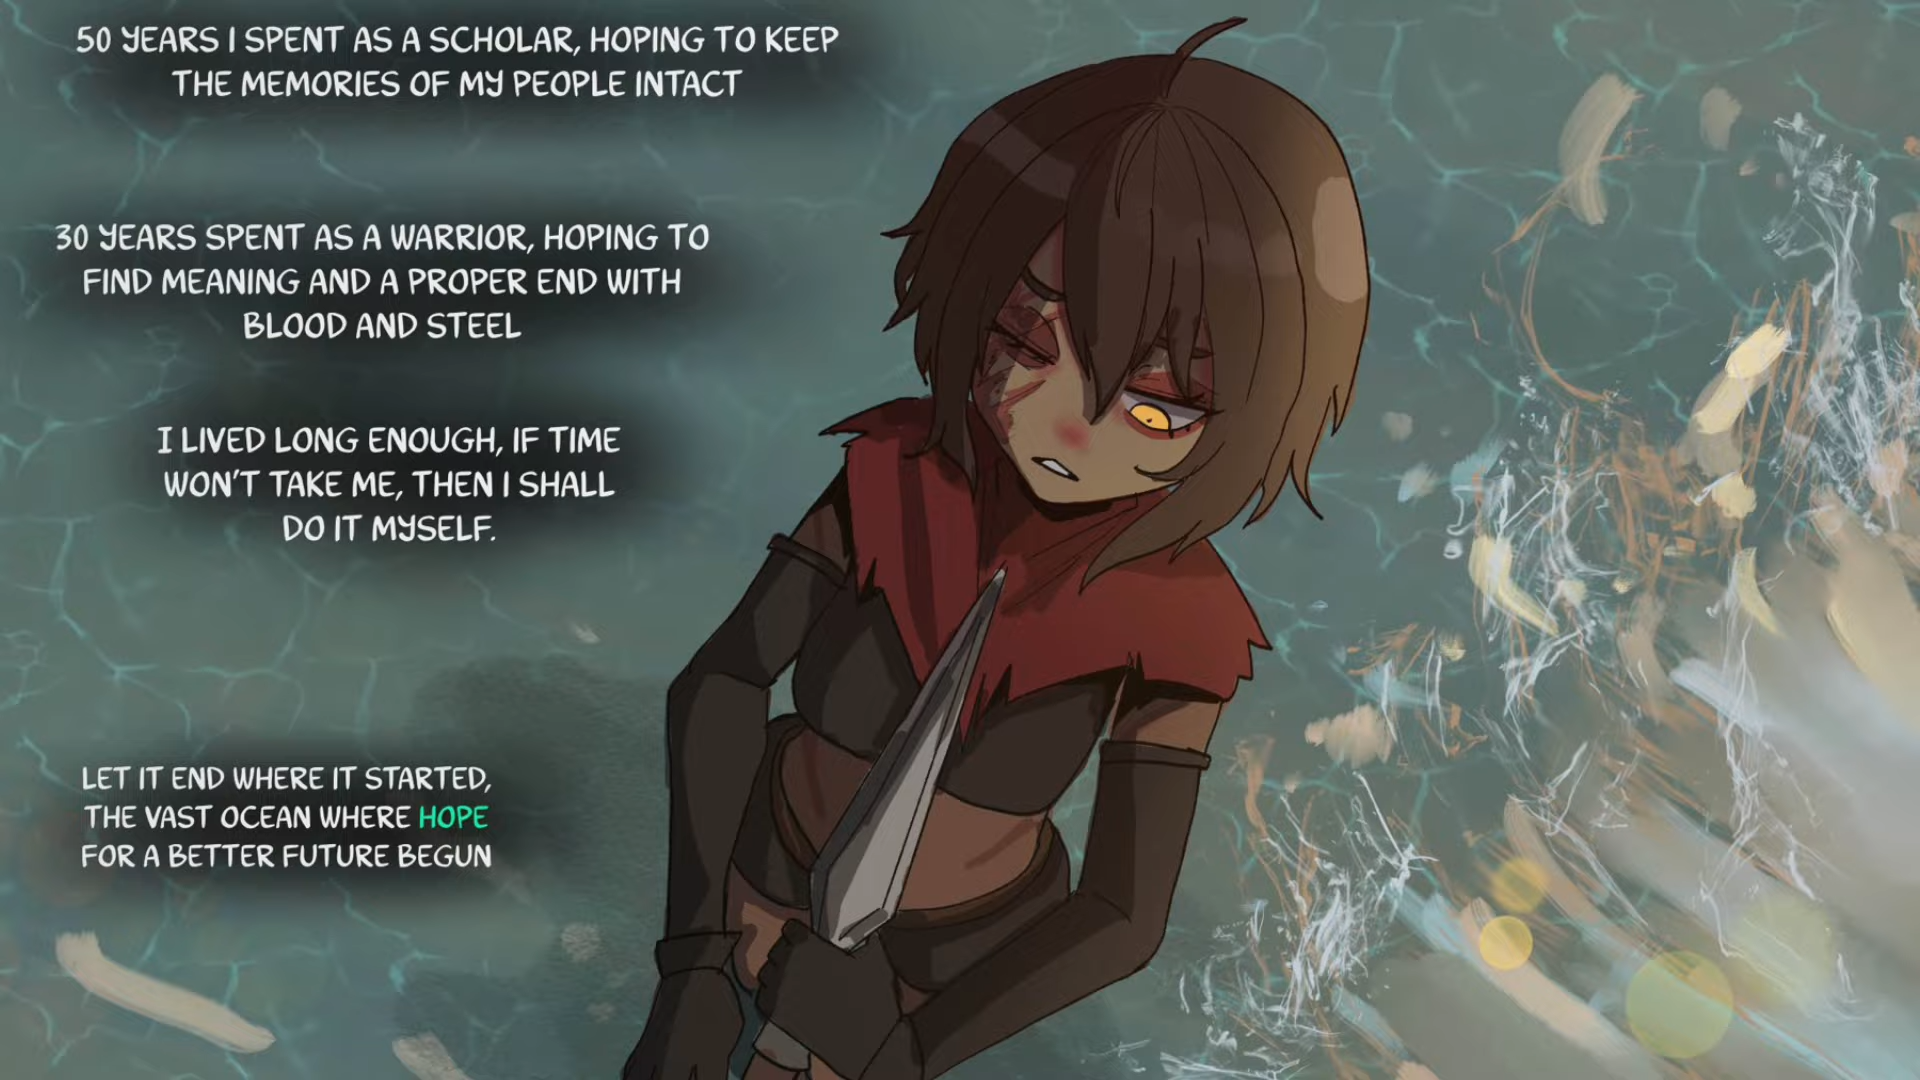 50 YEARS I SPENT AS A SCHOLAR, HOPING TO KEEP
THE MEMORIES OF MY PEOPLE INTACT
30 YEARS SPENT AS A WARRIOR, HOPING TO
FIND MEANING AND A PROPER END WITH
BLOOD AND STEEL
I LIVED LONG ENOUGH, IF TIME
WON'T TAKE ME, THEN I SHALL
DO IT MYSELF.
LET IT END WHERE IT STARTED,
THE VAST OCEAN WHERE HOPE
FOR A BETTER FUTURE BEGUN